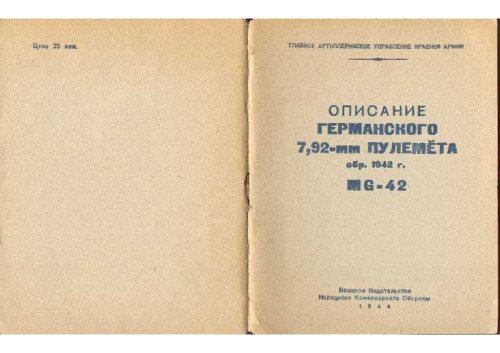 Цена 25 коп.
ГЛАВНОЕ АРТИЛЛЕРИЙСКОЕ УПРАВЛЕНИЕ КРАСНОЙ АРМИИ
ОПИСАНИЕ
ГЕРМАНСКОГО
7,92-мм ПУЛЕМЁТА
обр. 1942 г.
MG-42
Военное Издательство
Народного Комиссариата Обороны
1944